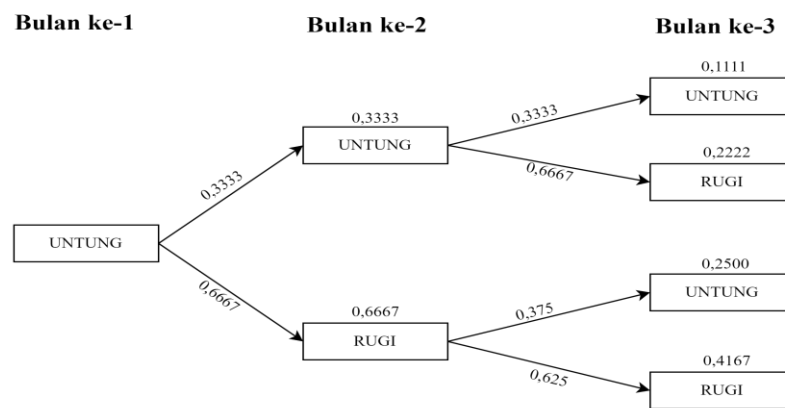 Bulan ke-1
Bulan ke-2
Bulan ke-3
0,1111
UNTUNG
0,3333
0,3333
UNTUNG
0,6667
0,2222
RUGI
0,3333
UNTUNG
0,6667
0,2500
UNTUNG
0,6667
RUGI
0,375
0,625
0,4167
RUGI